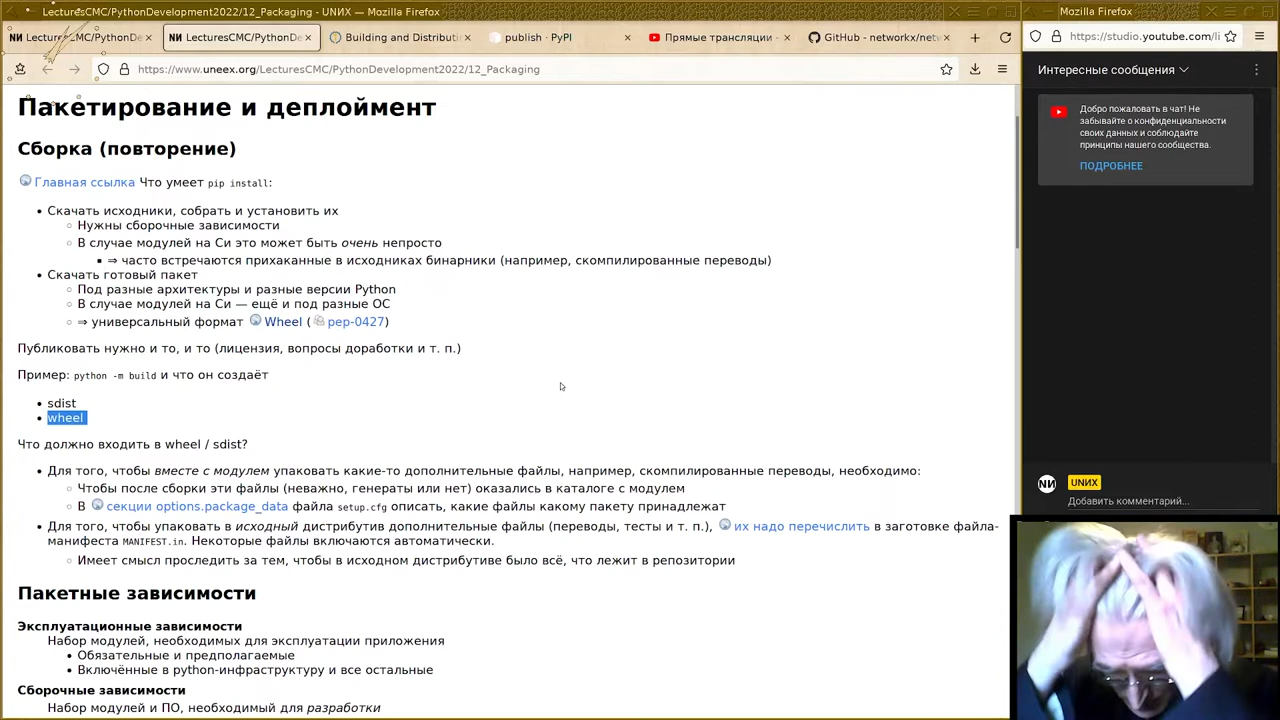 LecturesCMC/PythonDevelopment2022/12_Packaging - UNИX — Mozilla Firefox
Mozilla Firefox
NИ LecturesCMC/PythonDe
NИ LecturesCMC/PythonDe
Building and Distributi
publish · PyPI
Прямые трансляции -
GitHub - networkx/netw
https://studio.youtube.com/li
https://www.uneex.org/LecturesCMC/PythonDevelopment2022/12_Packaging
Интересные сообщения
Пакетирование и деплоймент
Добро пожаловать в чат! Не
забывайте о конфиденциальности
своих данных и соблюдайте
принципы нашего сообщества.
ПОДРОБНЕЕ
Сборка (повторение)
Главная ссылка Что умеет pip install:
Скачать исходники, собрать и установить их
Нужны сборочные зависимости
В случае модулей на Си это может быть очень непросто
⇒ часто встречаются прихаканные в исходниках бинарники (например, скомпилированные переводы)
Скачать готовый пакет
Под разные архитектуры и разные версии Python
В случае модулей на Си — ещё и под разные ОС
⇒ универсальный формат Wheel (pep-0427)
Публиковать нужно и то, и то (лицензия, вопросы доработки и т. п.)
Пример: python -m build и что он создаёт
sdist
wheel
Что должно входить в wheel / sdist?
Для того, чтобы вместе с модулем упаковать какие-то дополнительные файлы, например, скомпилированные переводы, необходимо:
Чтобы после сборки эти файлы (неважно, генераты или нет) оказались в каталоге с модулем
В секции options.package_data файла setup.cfg описать, какие файлы какому пакету принадлежат
Для того, чтобы упаковать в исходный дистрибутив дополнительные файлы (переводы, тесты и т. п.), их надо перечислить в заготовке файла-
манифеста MANIFEST.in. Некоторые файлы включаются автоматически.
Имеет смысл проследить за тем, чтобы в исходном дистрибутиве было всё, что лежит в репозитории
NИ UNИX
Добавить комментарий...
Пакетные зависимости
Эксплуатационные зависимости
Набор модулей, необходимых для эксплуатации приложения
Обязательные и предполагаемые
Включённые в python-инфраструктуру и все остальные
Сборочные зависимости
Набор модулей и ПО, необходимый для разработки